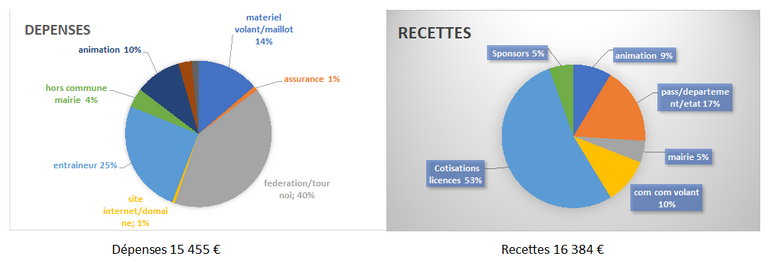 DEPENSES
materiel
volant/maillot
14%
animation 10%
assurance 1%
hors commune
mairie 4%
entraineur 25%
federation/tour
noi; 40%
site
internet/domai
ne; 1%
Dépenses 15 455 €
RECETTES
Sponsors 5%
animation 9%
pass/departeme
nt/etat 17%
mairie 5%
Cotisations
licences 53%
com com volant
10%
Recettes 16 384 €